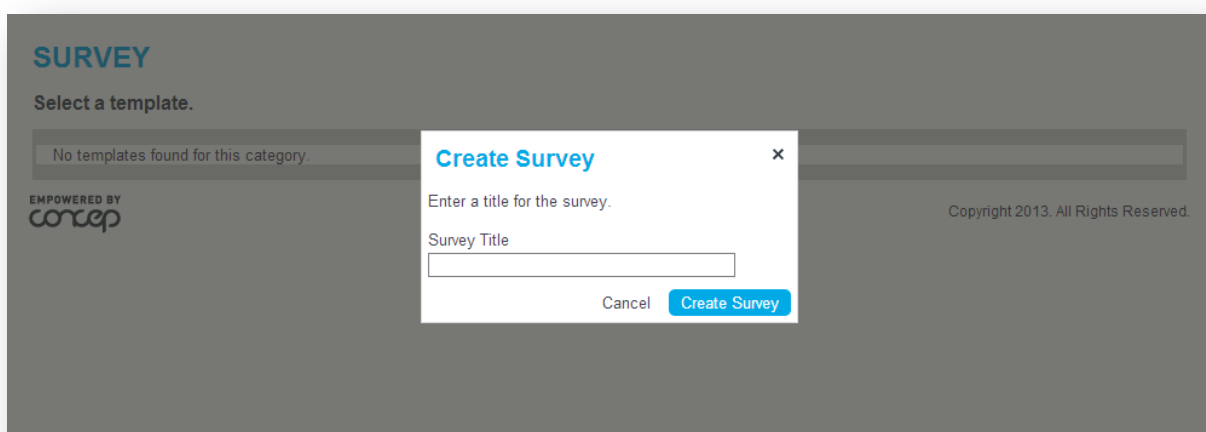 SURVEY
Select a template.
No templates found for this category.
Create Survey
×
Enter a title for the survey.
Survey Title
Cancel
Create Survey
EMPOWERED BY
concep
Copyright 2013. All Rights Reserved.